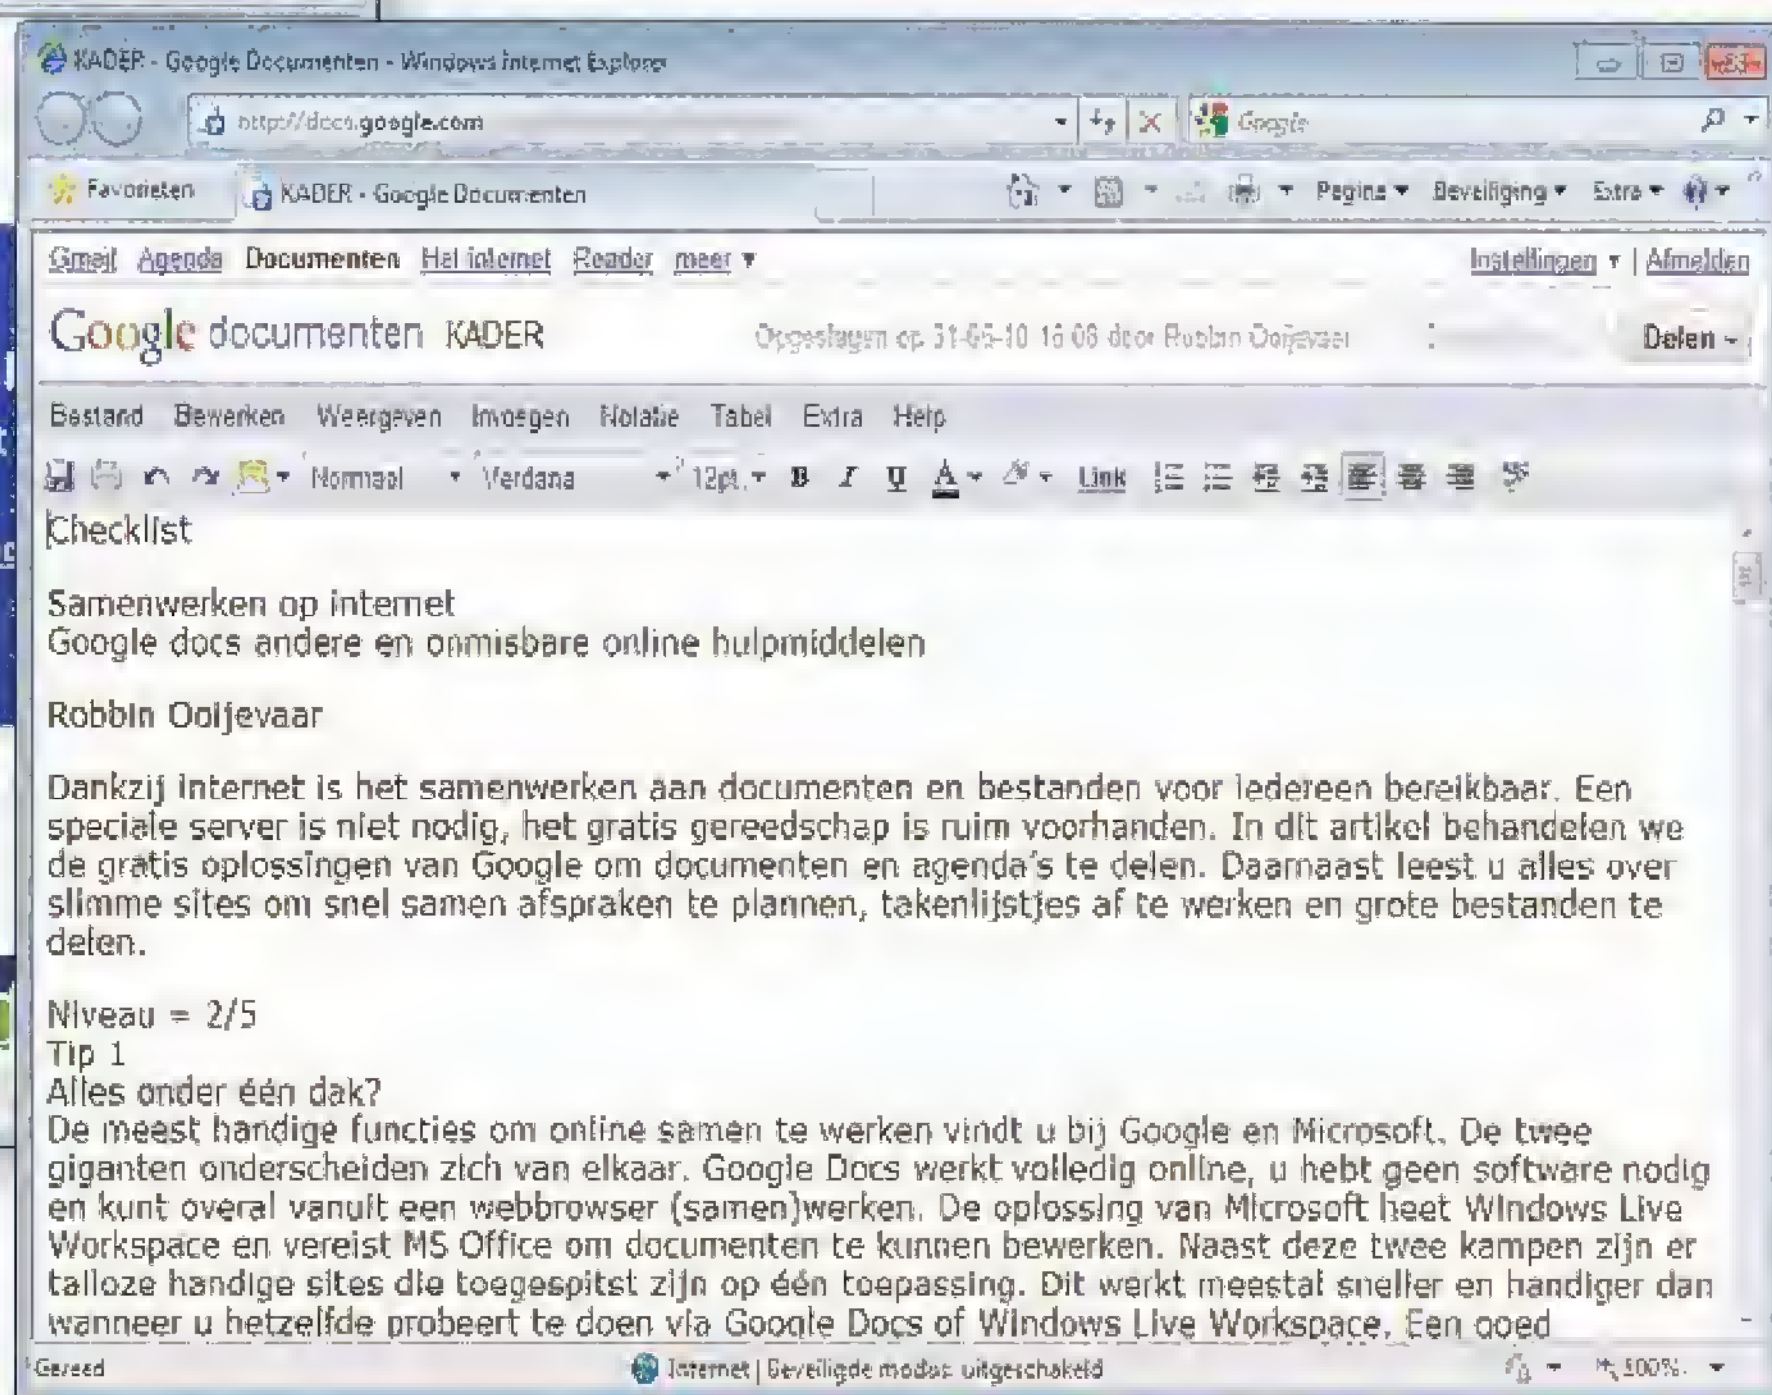 KADER - Google Documenten - Windows Internet Explorer
http://docs.google.com
Google
Favorieten
KADER - Google Documenten
Pagina
Beveiliging
Extra
Gmail Agenda Documenten Het internet Reader meer
Instellingen | Afmelden
Google documenten KADER
Opgeslagen op 31-05-10 16:08 door Robbin Ooijevaar
Delen
Bestand Bewerken Weergeven Invoegen Notatie Tabel Extra Help
Normaal Verdana 12pt. B I U A Link
Checklist
Samenwerken op internet
Google docs andere en onmisbare online hulpmiddelen
Robbin Ooijevaar
Dankzij internet is het samenwerken aan documenten en bestanden voor iedereen bereikbaar. Een
speciale server is niet nodig, het gratis gereedschap is ruim voorhanden. In dit artikel behandelen we
de gratis oplossingen van Google om documenten en agenda's te delen. Daarnaast leest u alles over
slimme sites om snel samen afspraken te plannen, takenlijstjes af te werken en grote bestanden te
delen.
Niveau = 2/5
Tip 1
Alles onder één dak?
De meest handige functies om online samen te werken vindt u bij Google en Microsoft. De twee
giganten onderscheiden zich van elkaar. Google Docs werkt volledig online, u hebt geen software nodig
en kunt overal vanuit een webbrowser (samen)werken. De oplossing van Microsoft heet Windows Live
Workspace en vereist MS Office om documenten te kunnen bewerken. Naast deze twee kampen zijn er
talloze handige sites die toegespitst zijn op één toepassing. Dit werkt meestal sneller en handiger dan
wanneer u hetzelfde probeert te doen via Google Docs of Windows Live Workspace. Een goed
Gereed
Internet | Beveiligde modus: uitgeschakeld
100%